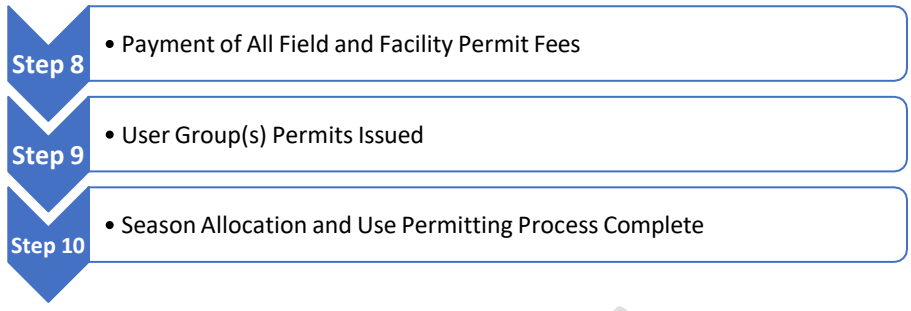 Step 8
• Payment of All Field and Facility Permit Fees
Step 9
• User Group(s) Permits Issued
Step 10
• Season Allocation and Use Permitting Process Complete